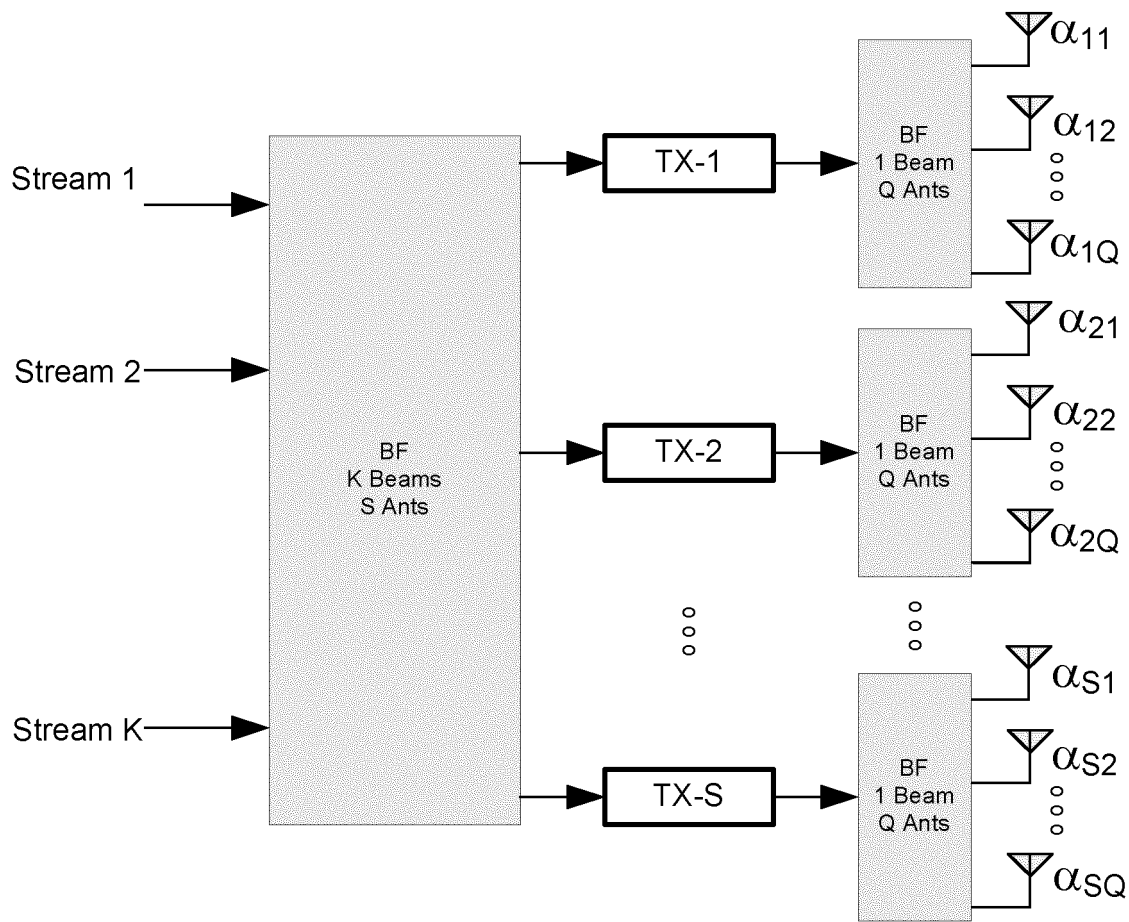 Stream 1
Stream 2
Stream K
BF
K Beams
S Ants
TX-1
TX-2
TX-S
BF
1 Beam
Q Ants
α11
α12
α1Q
BF
1 Beam
Q Ants
α21
α22
α2Q
BF
1 Beam
Q Ants
αS1
αS2
αSQ